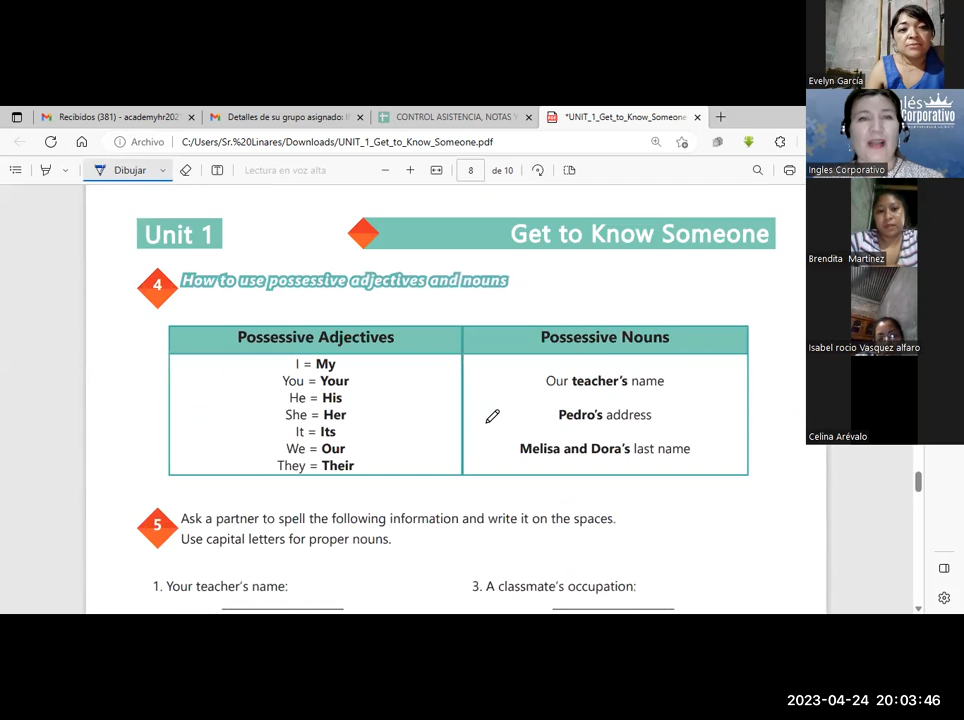 Evelyn García
Recibidos (381) - academyhr202
Detalles de su grupo asignado: I
CONTROL ASISTENCIA, NOTAS Y
*UNIT_1_Get_to_Know_Someone
Archivo
C:/Users/Sr.%20Linares/Downloads/UNIT_1_Get_to_Know_Someone.pdf
Dibujar
Lectura en voz alta
8
de 10
glés
Corporativo
Ingles Corporativo
Brendita Martinez
Isabel rocio Vasquez alfaro
Celina Arévalo
Unit 1
Get to Know Someone
4
How to use possessive adjectives and nouns
Possessive Adjectives
Possessive Nouns
I = My
You = Your
He = His
She = Her
It = Its
We = Our
They = Their
Our teacher's name
Pedro's address
Melisa and Dora's last name
5
Ask a partner to spell the following information and write it on the spaces.
Use capital letters for proper nouns.
1. Your teacher's name:
3. A classmate's occupation:
2023-04-24 20:03:46